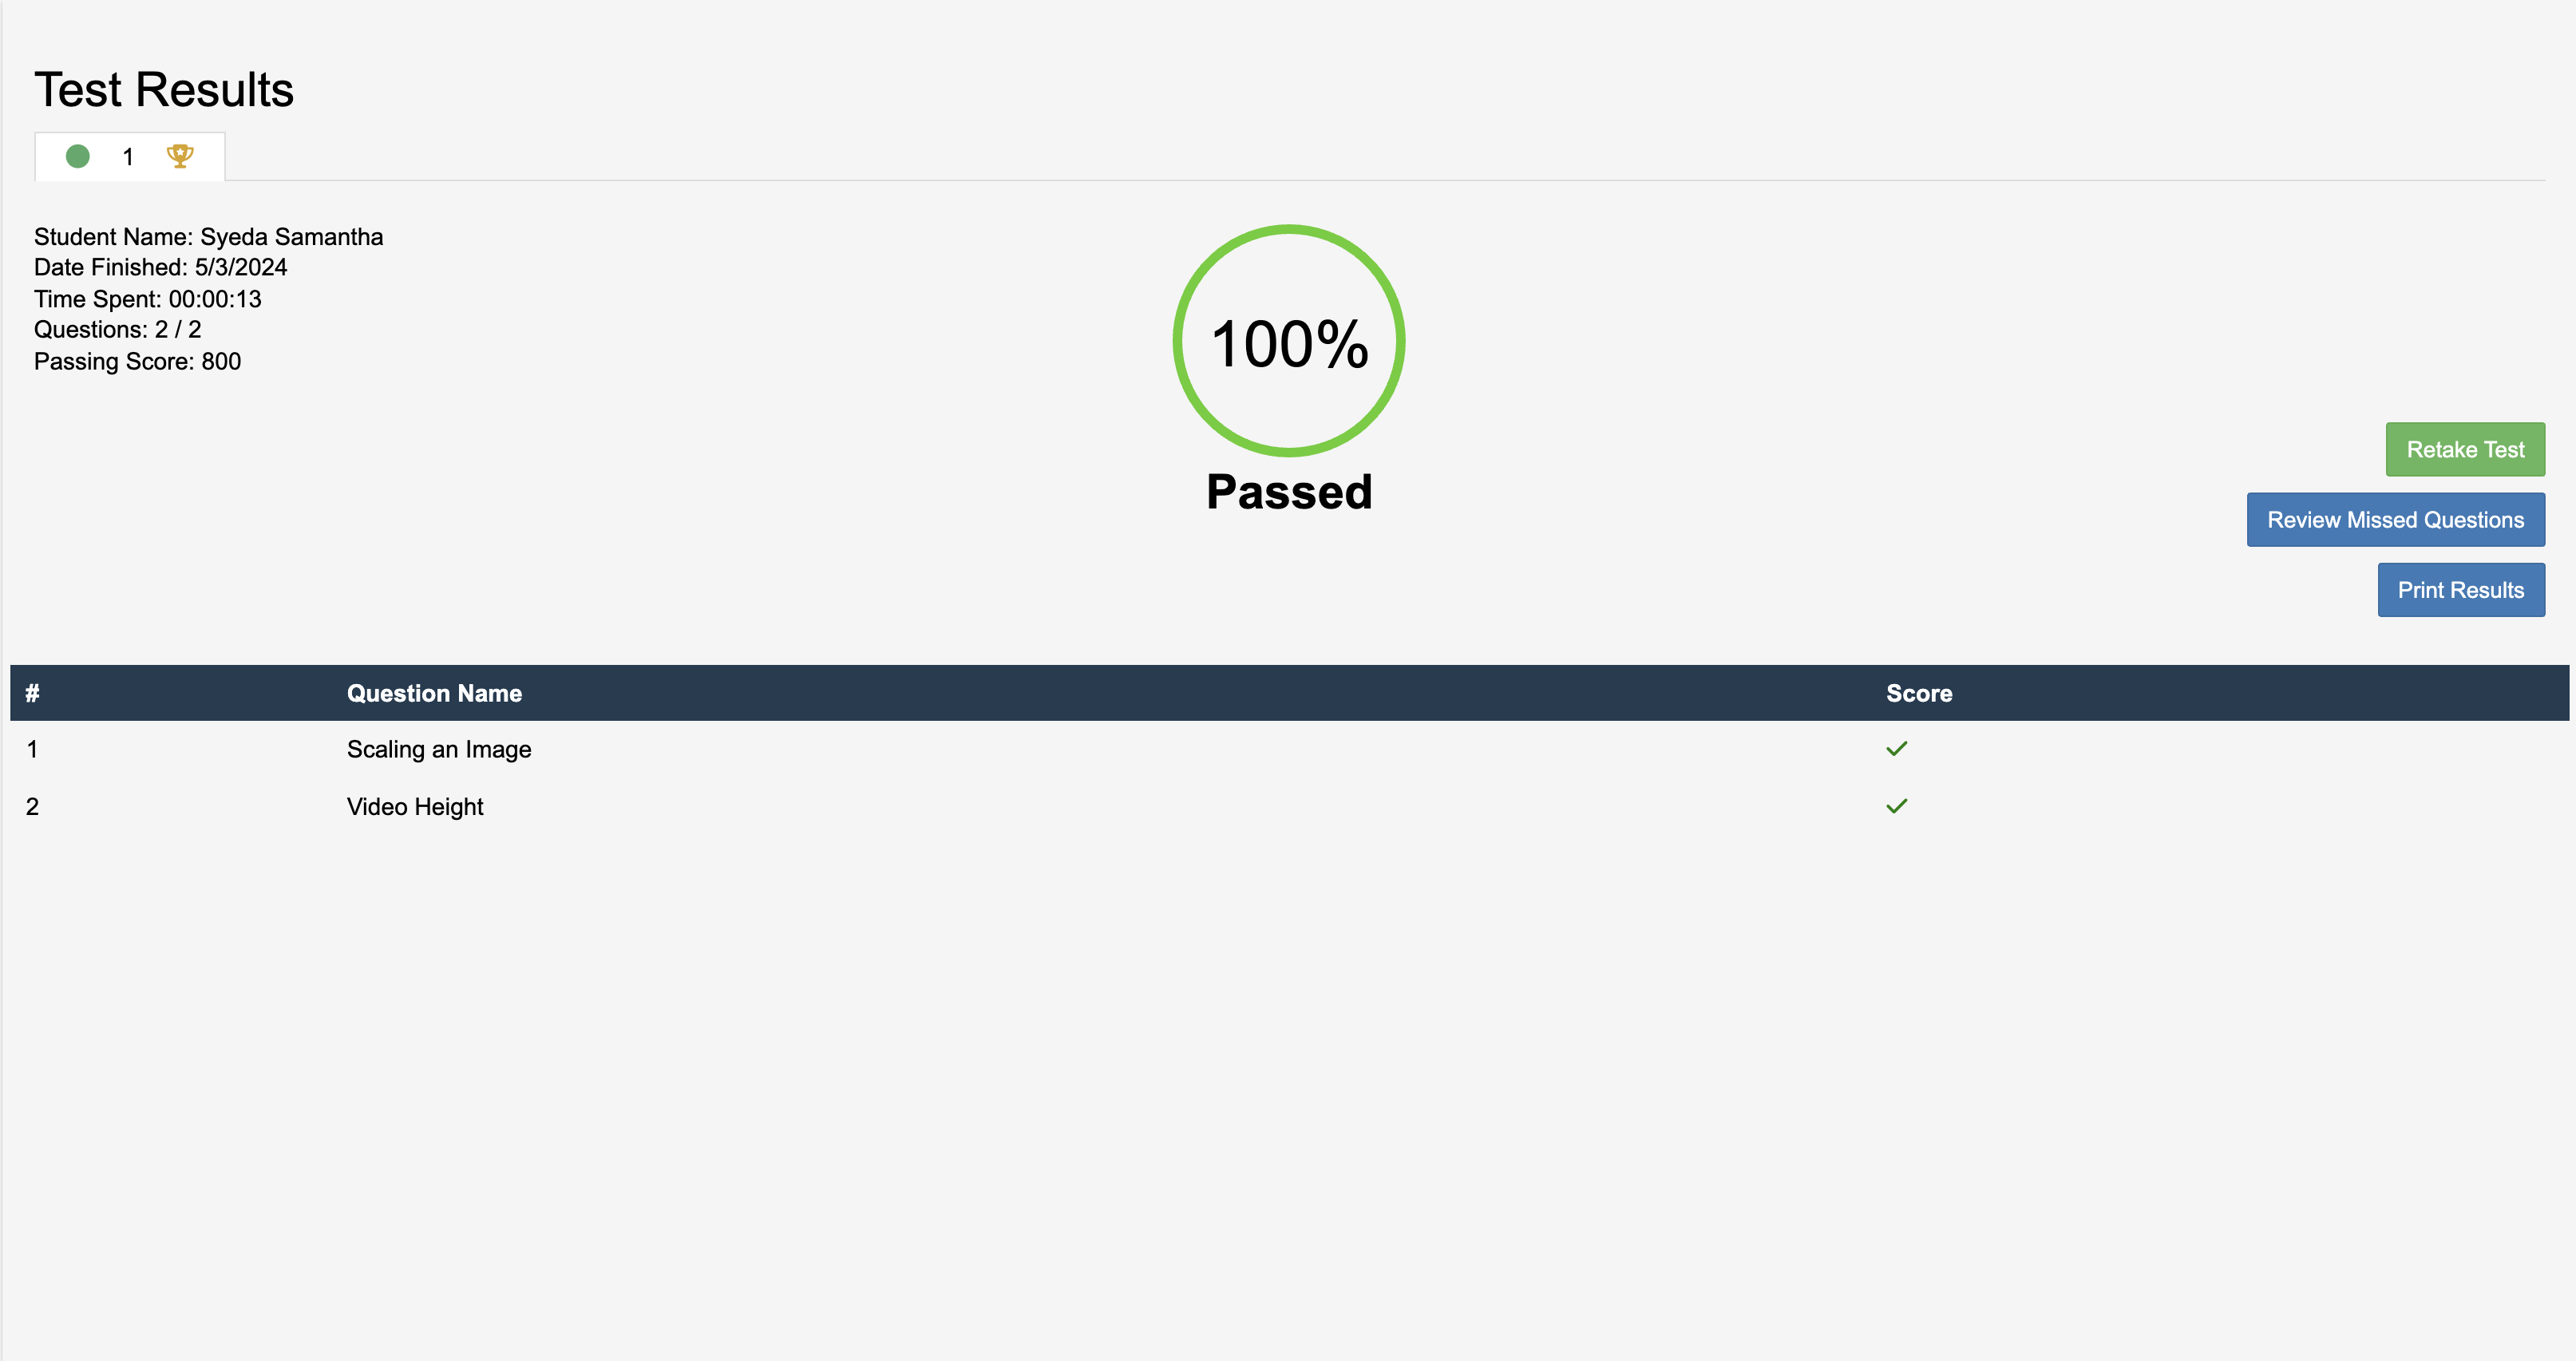 Test Results
1
Student Name: Syeda Samantha
Date Finished: 5/3/2024
Time Spent: 00:00:13
Questions: 2 / 2
Passing Score: 800
100%
Passed
Retake Test
Review Missed Questions
Print Results
# Question Name Score
1 Scaling an Image
2 Video Height